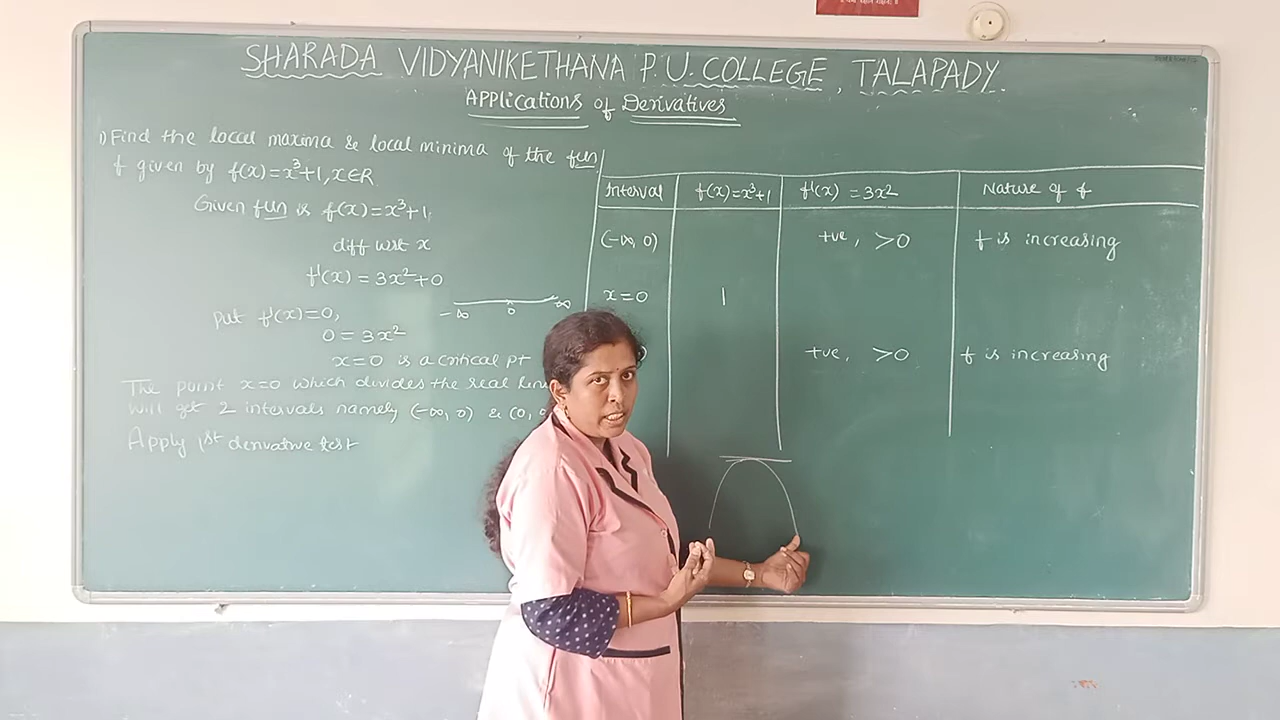 SHARADA VIDYANIKETHANA P.U.COLLEGE, TALAPADY.
APPLICATIONS of DERIVATIVES
1) Find the local maxima & local minima of the fun
f given by f(x)=x³+1, x∈R
Given fun is f(x)=x³+1,
diff wrt x
f'(x) = 3x²+0
-∞ 0 ∞
Put f'(x)=0,
0 = 3x²
x=0 is a critical pt
The point x=0 which divides the real
will get 2 intervals namely (-∞, 0) & (0,
Apply 1st derivative test
Interval f(x)=x³+1 f'(x) = 3x² Nature of f
(-∞, 0) +ve, >0 f is increasing
x=0 1
) +ve, >0 f is increasing